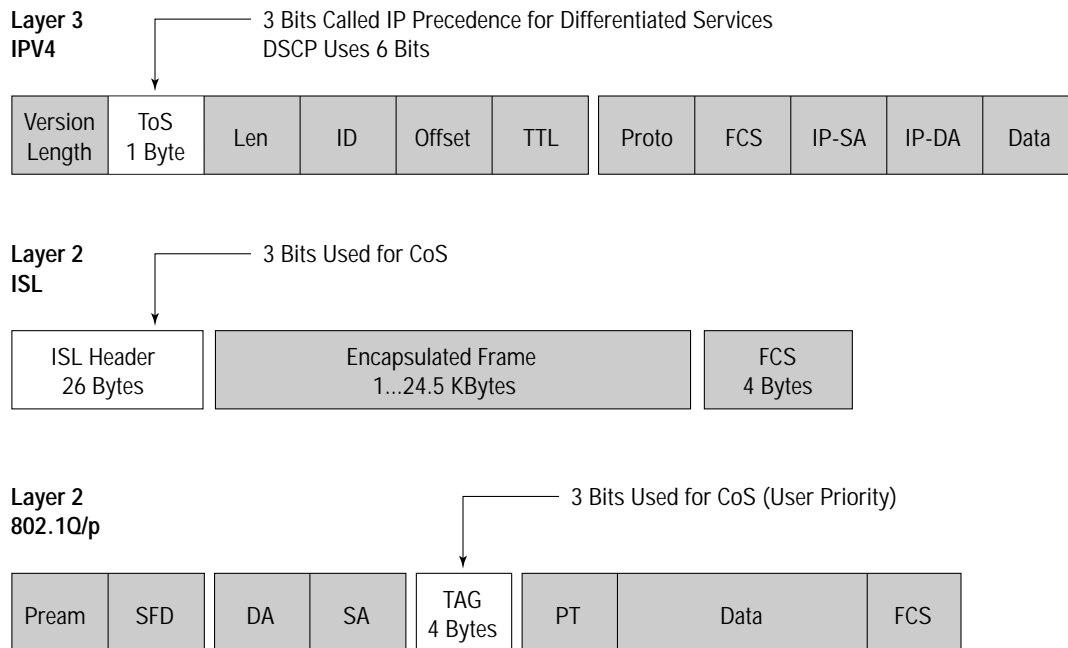 Layer 3
IPV4
3 Bits Called IP Precedence for Differentiated Services
DSCP Uses 6 Bits
Version
Length
ToS
1 Byte
Len
ID
Offset
TTL
Proto
FCS
IP-SA
IP-DA
Data
Layer 2
ISL
3 Bits Used for CoS
ISL Header
26 Bytes
Encapsulated Frame
1...24.5 KBytes
FCS
4 Bytes
Layer 2
802.1Q/p
3 Bits Used for CoS (User Priority)
Pream
SFD
DA
SA
TAG
4 Bytes
PT
Data
FCS